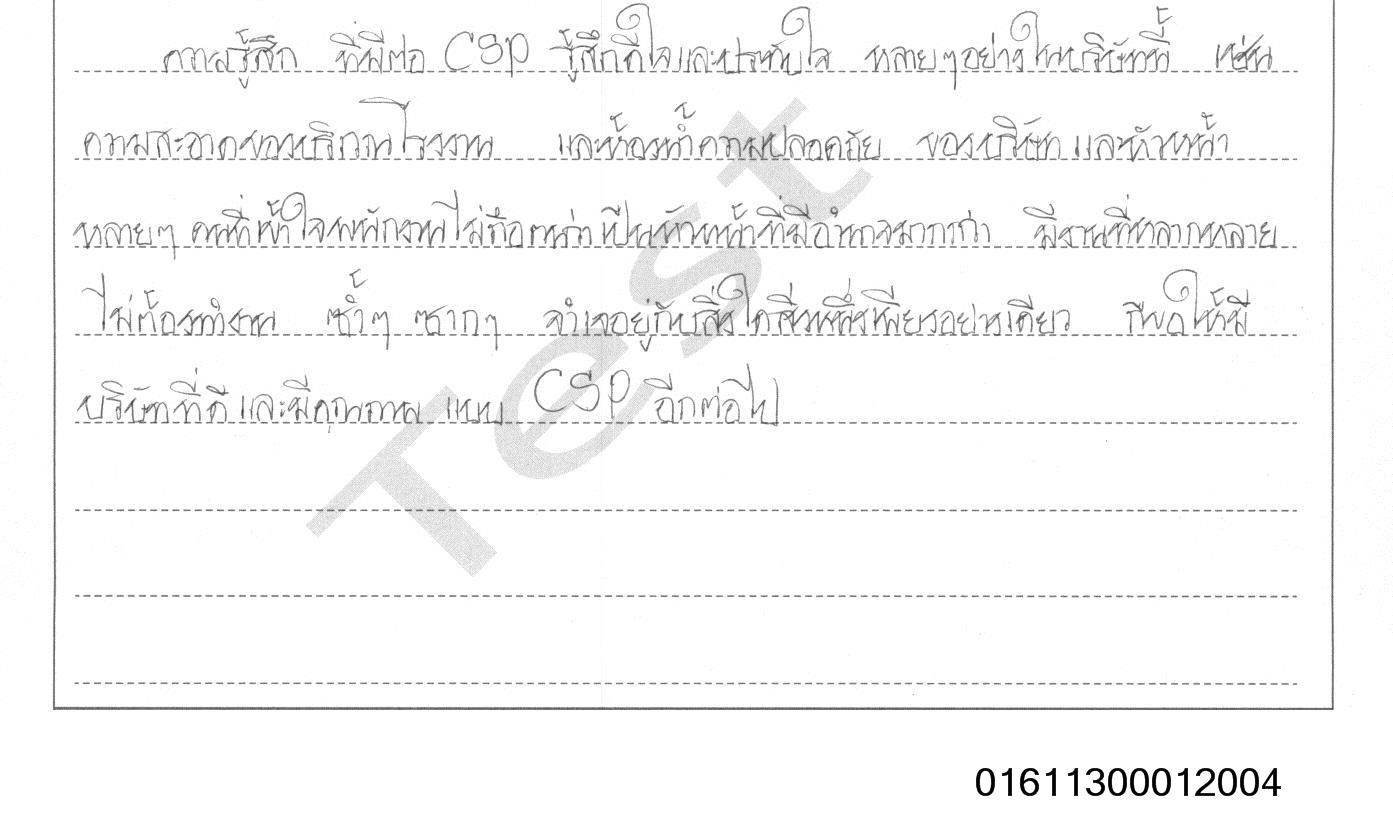 ความรู้สึก ที่มีต่อ CSP รู้สึกดีใจและประทับใจ หลายๆอย่างในบริษัทนี้ เช่น
ความสะอาดของบริเวณโรงงาน และห้องน้ำความปลอดภัย ของบริษัท และหัวหน้า
หลายๆ คนที่เข้าใจพนักงานไม่ถือตนว่าเป็นหัวหน้าที่มีอำนาจมากกว่า มีงานที่หลากหลาย
ไม่ต้องทำงาน ซ้ำๆ ซากๆ จำเจอยู่กับสิ่งใดสิ่งหนึ่งเพียงอย่างเดียว ให้มี
บริษัทที่ดี และมีคุณภาพ แบบ CSP อีกต่อไป
Test
01611300012004